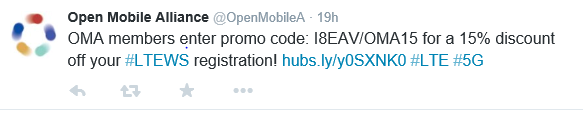 Open Mobile Alliance @OpenMobileA · 19h
OMA members enter promo code: I8EAV/OMA15 for a 15% discount
off your #LTEWS registration! hubs.ly/y0SXNK0 #LTE #5G